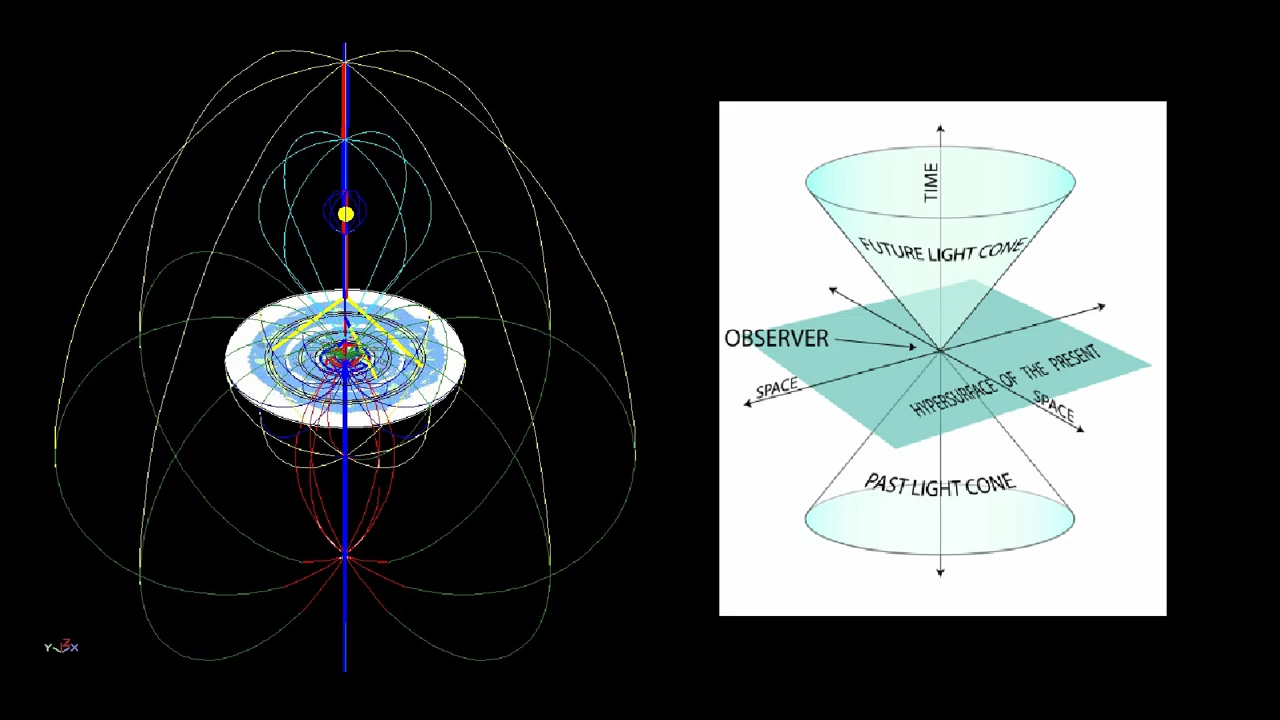 TIME
FUTURE LIGHT CONE
OBSERVER
HYPERSURFACE OF THE PRESENT
SPACE
SPACE
PAST LIGHT CONE
Y Z X